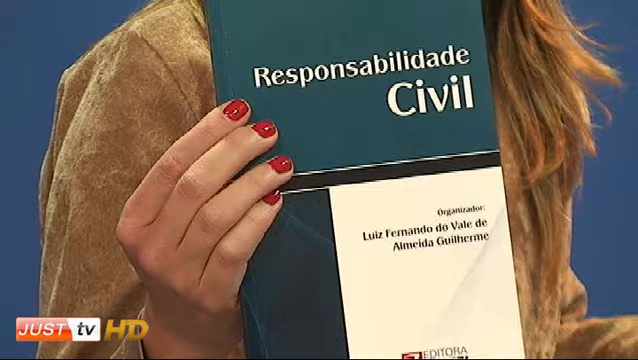 Responsabilidade
Civil
Organizador:
Luiz Fernando do Vale de
Almeida Guilherme
EDITORA
JUST tv HD